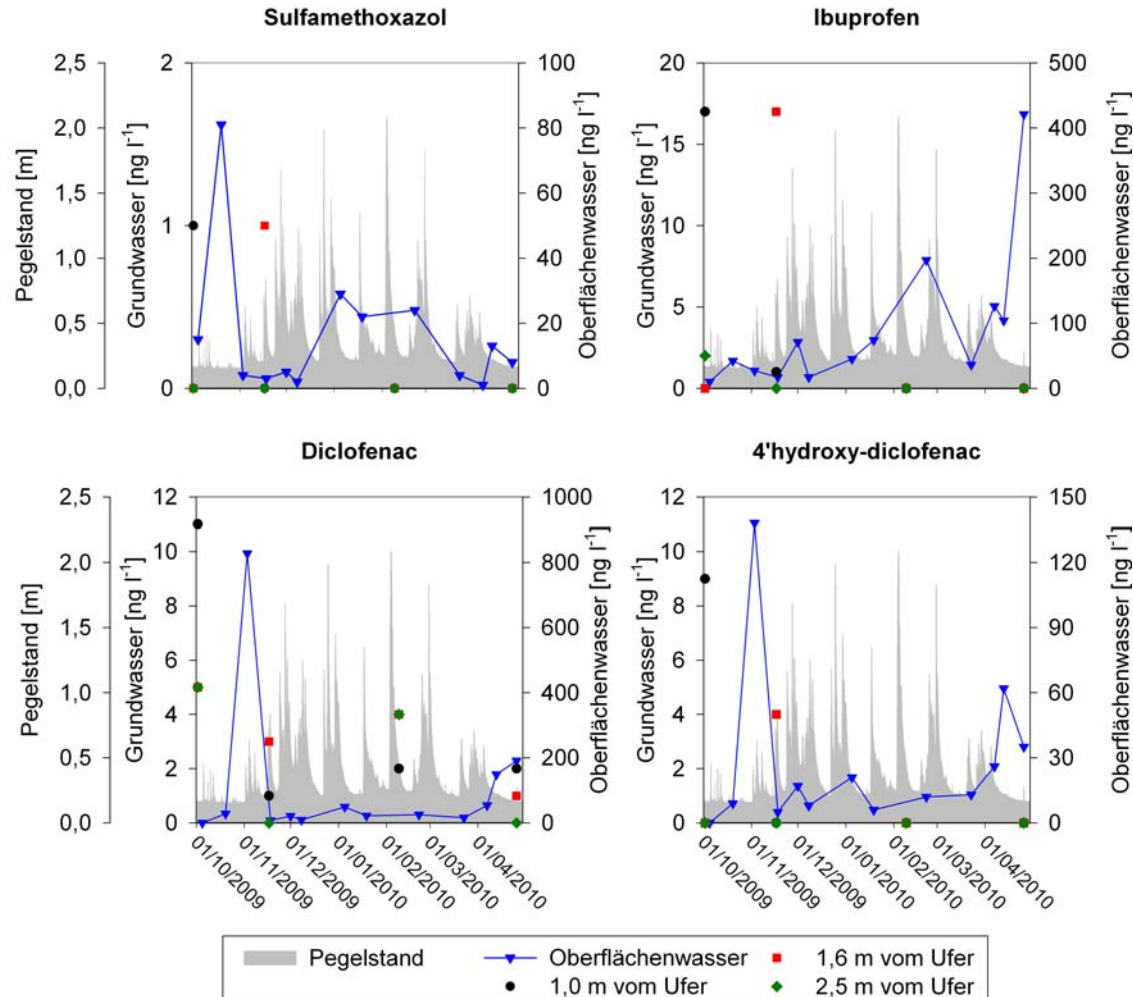 Sulfamethoxazol
Ibuprofen
2,5 2 100 20 500
2,0 80 400
15
1,5 60 300
1 10
1,0 40 200
5
0,5 20 100
0,0 0 0 0 0
Pegelstand [m]
Grundwasser [ng l⁻¹]
Oberflächenwasser [ng l⁻¹]
Grundwasser [ng l⁻¹]
Oberflächenwasser [ng l⁻¹]
Diclofenac
4'hydroxy-diclofenac
2,5 12 1000 12 150
10 10
2,0 800 120
8 8
1,5 600 90
6 6
1,0 400 60
4 4
0,5 200 30
2 2
0,0 0 0 0 0
Pegelstand [m]
Grundwasser [ng l⁻¹]
Oberflächenwasser [ng l⁻¹]
Grundwasser [ng l⁻¹]
Oberflächenwasser [ng l⁻¹]
01/10/2009 01/11/2009 01/12/2009 01/01/2010 01/02/2010 01/03/2010 01/04/2010
01/10/2009 01/11/2009 01/12/2009 01/01/2010 01/02/2010 01/03/2010 01/04/2010
Pegelstand Oberflächenwasser 1,6 m vom Ufer
1,0 m vom Ufer 2,5 m vom Ufer